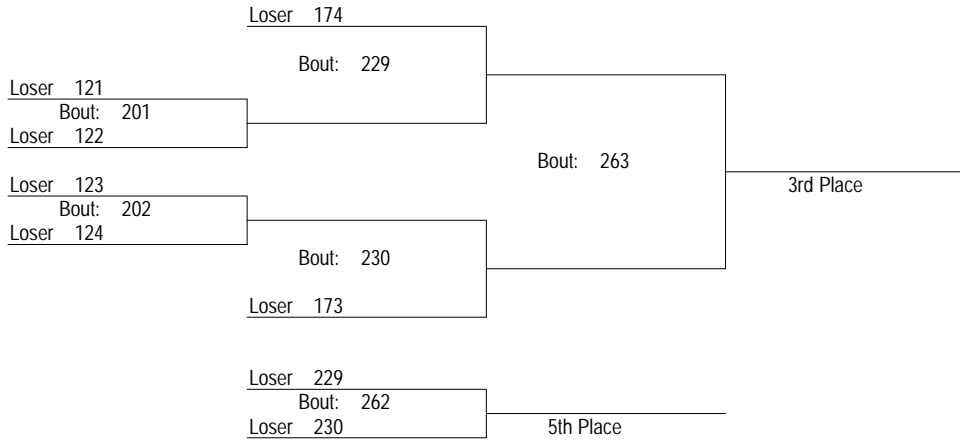 Loser 174
Bout: 229
Loser 121
Bout: 201
Loser 122
Bout: 263
Loser 123
3rd Place
Bout: 202
Loser 124
Bout: 230
Loser 173
Loser 229
Bout: 262
Loser 230
5th Place